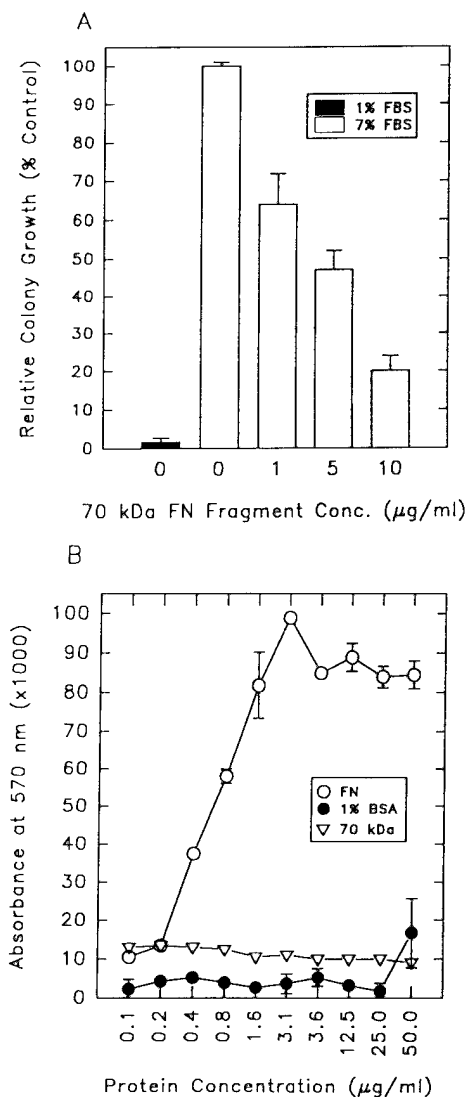 A
Relative Colony Growth (% Control)
100
90
80
70
60
50
40
30
20
10
0
1% FBS
7% FBS
0 0 1 5 10
70 kDa FN Fragment Conc. (μg/ml)
B
Absorbance at 570 nm (x1000)
100
90
80
70
60
50
40
30
20
10
0
FN
1% BSA
70 kDa
0.1 0.2 0.4 0.8 1.6 3.1 3.6 12.5 25.0 50.0
Protein Concentration (μg/ml)